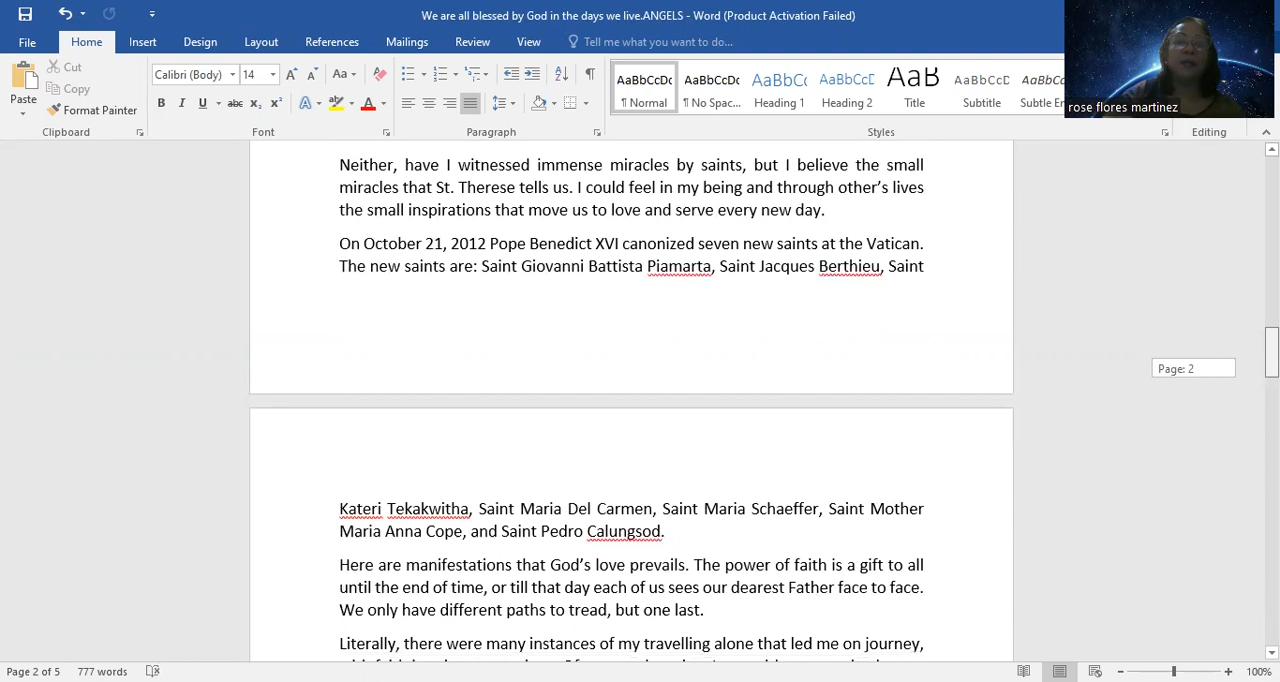 We are all blessed by God in the days we live.ANGELS - Word (Product Activation Failed)
File Home Insert Design Layout References Mailings Review View Tell me what you want to do...
Cut
Copy
Format Painter
Paste
Clipboard
Calibri (Body) 14
Font
Paragraph
AaBbCcDc AaBbCcDc AaBbCc AaBbCcE AaB AaBbCcD AaBbCcD
¶ Normal ¶ No Spac... Heading 1 Heading 2 Title Subtitle Subtle Em
Styles
Editing
rose flores martinez
Neither, have I witnessed immense miracles by saints, but I believe the small
miracles that St. Therese tells us. I could feel in my being and through other's lives
the small inspirations that move us to love and serve every new day.
On October 21, 2012 Pope Benedict XVI canonized seven new saints at the Vatican.
The new saints are: Saint Giovanni Battista Piamarta, Saint Jacques Berthieu, Saint
Page: 2
Kateri Tekakwitha, Saint Maria Del Carmen, Saint Maria Schaeffer, Saint Mother
Maria Anna Cope, and Saint Pedro Calungsod.
Here are manifestations that God's love prevails. The power of faith is a gift to all
until the end of time, or till that day each of us sees our dearest Father face to face.
We only have different paths to tread, but one last.
Literally, there were many instances of my travelling alone that led me on journey,
Page 2 of 5 777 words
100%